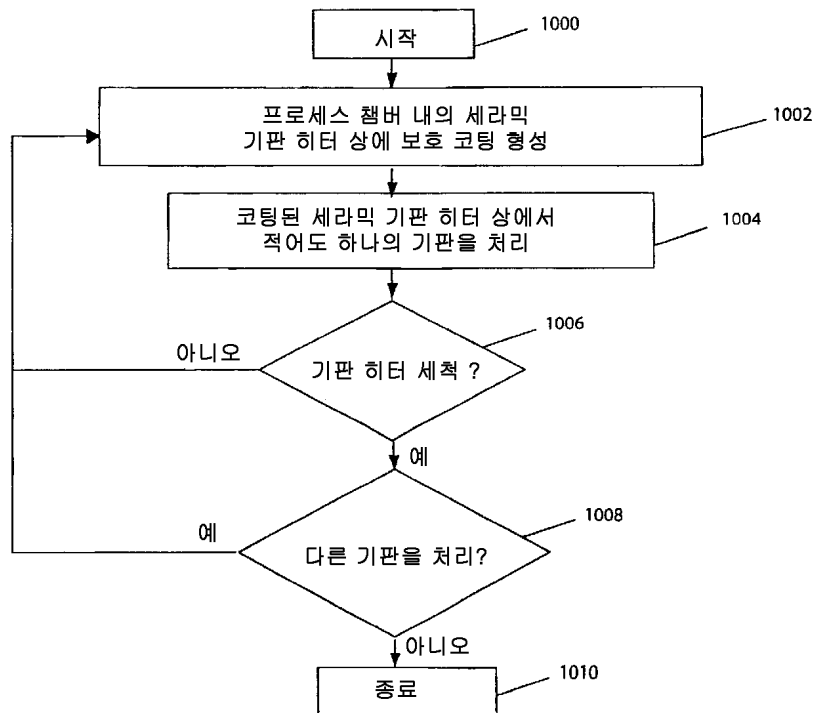 시작
1000
프로세스 챔버 내의 세라믹
기판 히터 상에 보호 코팅 형성
1002
코팅된 세라믹 기판 히터 상에서
적어도 하나의 기판을 처리
1004
기판 히터 세척 ?
1006
아니오
예
다른 기판을 처리?
1008
예
아니오
종료
1010